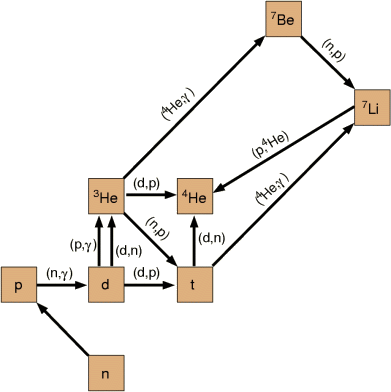 ⁷Be
(n,p)
⁷Li
(⁴He,γ)
(p,⁴He)
³He
(d,p)
⁴He
(⁴He,γ)
(n,p)
(p,γ)
(d,n)
(d,n)
p
(n,γ)
d
(d,p)
t
n